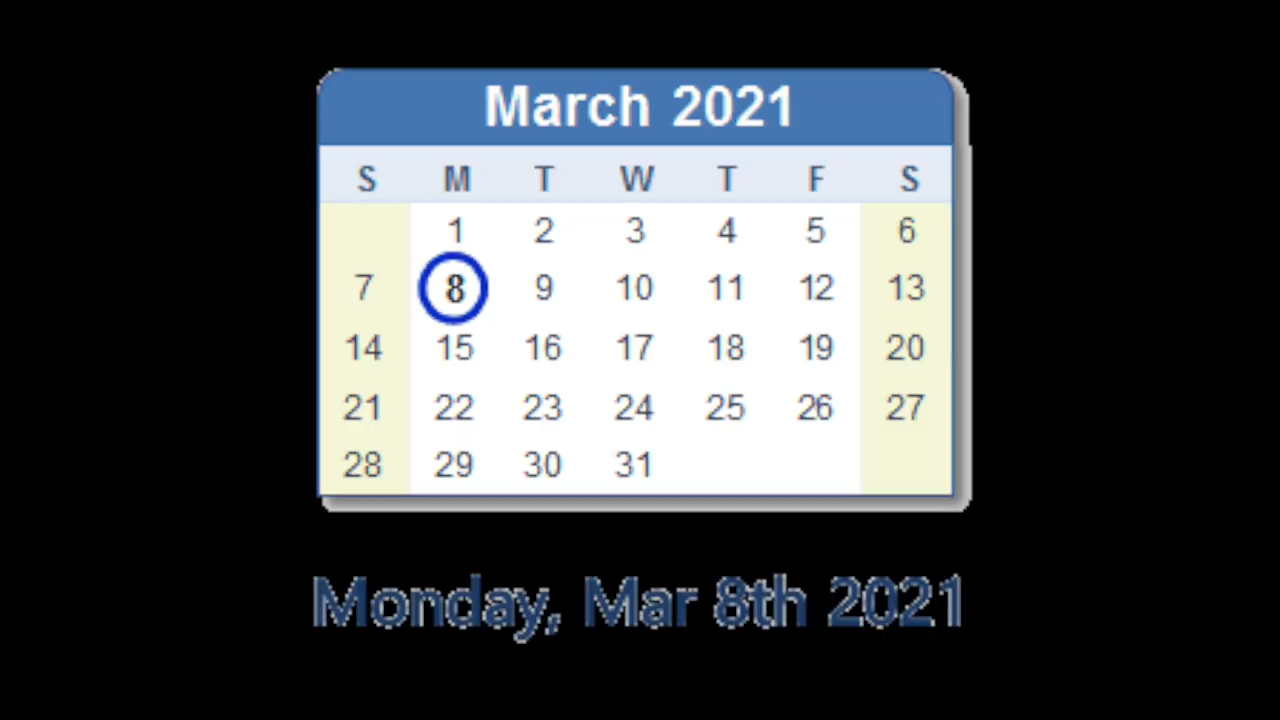 March 2021
S M T W T F S
1 2 3 4 5 6
7 8 9 10 11 12 13
14 15 16 17 18 19 20
21 22 23 24 25 26 27
28 29 30 31
Monday, Mar 8th 2021